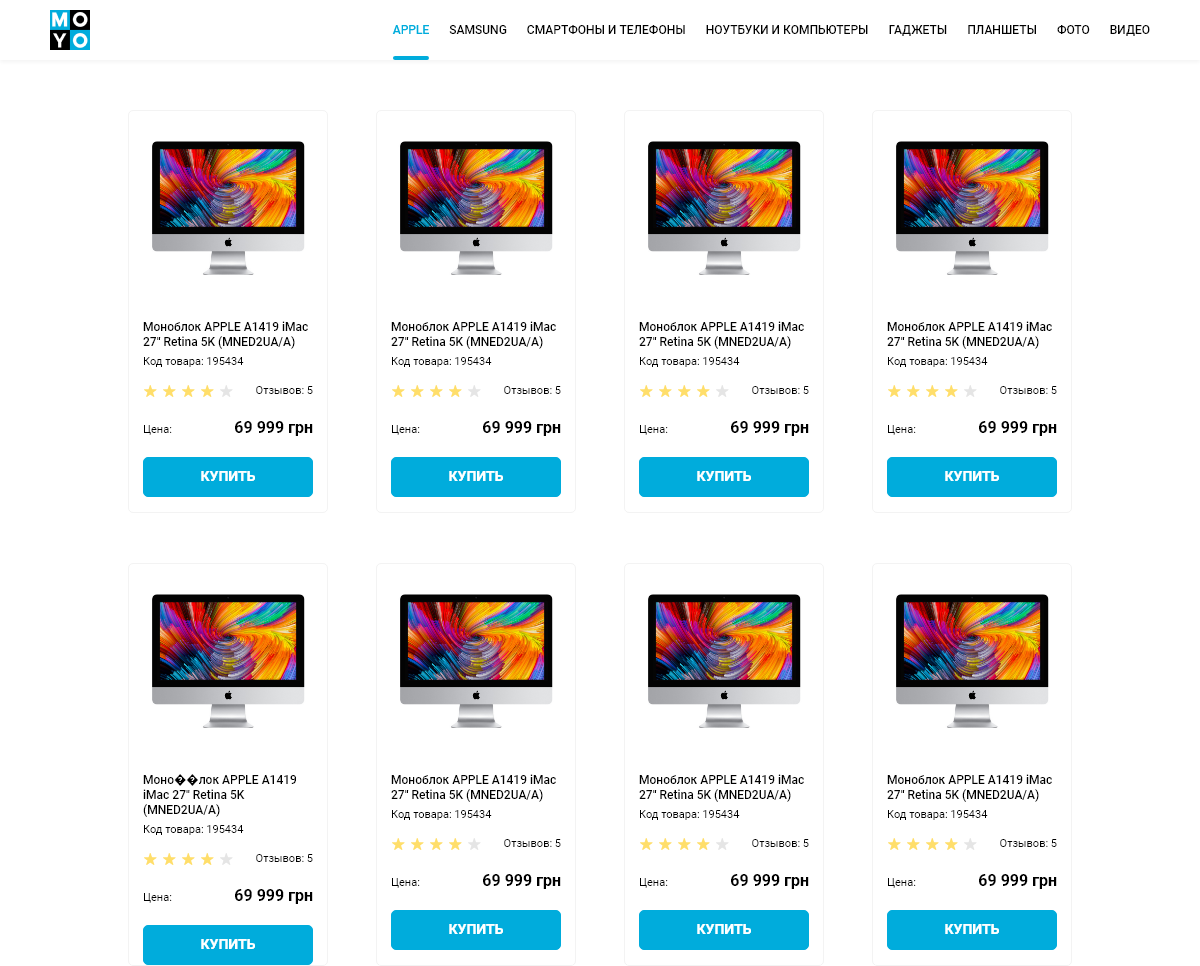 MO
YO
APPLE SAMSUNG СМАРТФОНЫ И ТЕЛЕФОНЫ НОУТБУКИ И КОМПЬЮТЕРЫ ГАДЖЕТЫ ПЛАНШЕТЫ ФОТО ВИДЕО
Моноблок APPLE A1419 iMac
27" Retina 5K (MNED2UA/A)
Код товара: 195434
Отзывов: 5
Цена: 69 999 грн
КУПИТЬ
Моноблок APPLE A1419 iMac
27" Retina 5K (MNED2UA/A)
Код товара: 195434
Отзывов: 5
Цена: 69 999 грн
КУПИТЬ
Моноблок APPLE A1419 iMac
27" Retina 5K (MNED2UA/A)
Код товара: 195434
Отзывов: 5
Цена: 69 999 грн
КУПИТЬ
Моноблок APPLE A1419 iMac
27" Retina 5K (MNED2UA/A)
Код товара: 195434
Отзывов: 5
Цена: 69 999 грн
КУПИТЬ
Моно��лок APPLE A1419
iMac 27" Retina 5K
(MNED2UA/A)
Код товара: 195434
Отзывов: 5
Цена: 69 999 грн
КУПИТЬ
Моноблок APPLE A1419 iMac
27" Retina 5K (MNED2UA/A)
Код товара: 195434
Отзывов: 5
Цена: 69 999 грн
КУПИТЬ
Моноблок APPLE A1419 iMac
27" Retina 5K (MNED2UA/A)
Код товара: 195434
Отзывов: 5
Цена: 69 999 грн
КУПИТЬ
Моноблок APPLE A1419 iMac
27" Retina 5K (MNED2UA/A)
Код товара: 195434
Отзывов: 5
Цена: 69 999 грн
КУПИТЬ